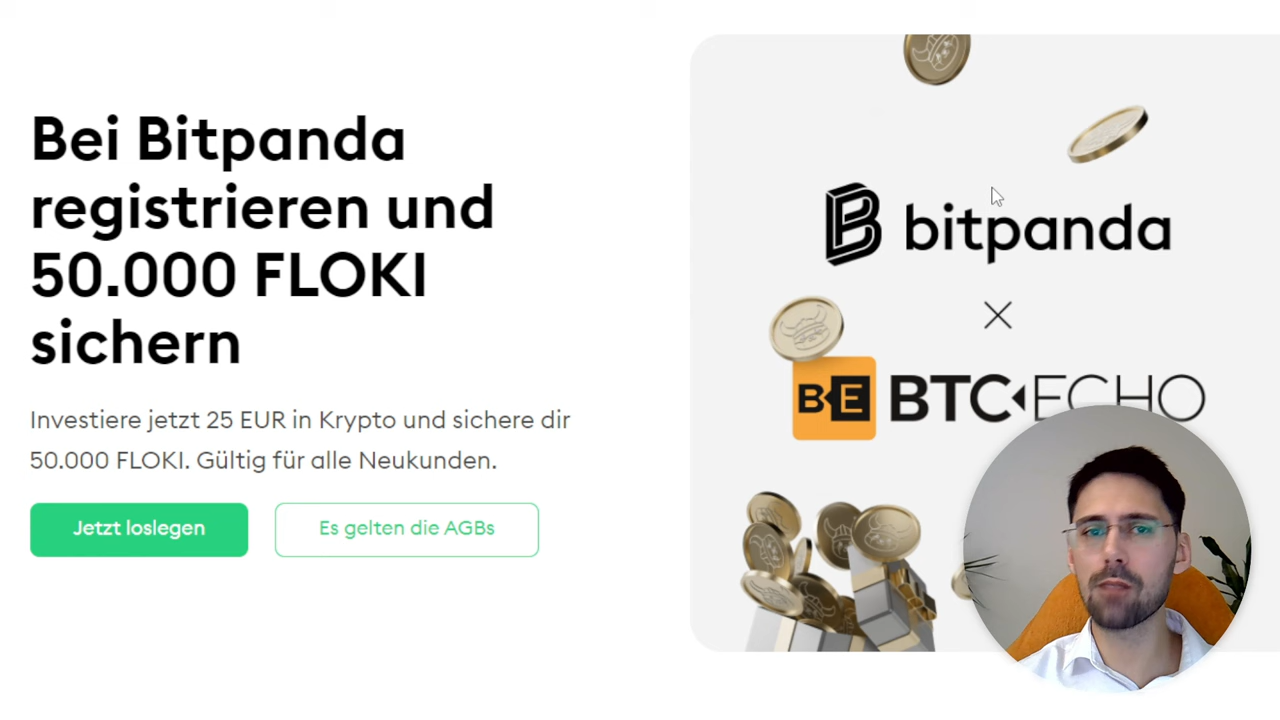 Bei Bitpanda
registrieren und
50.000 FLOKI
sichern
Investiere jetzt 25 EUR in Krypto und sichere dir
50.000 FLOKI. Gültig für alle Neukunden.
Jetzt loslegen
Es gelten die AGBs
bitpanda
BE BTC ECHO